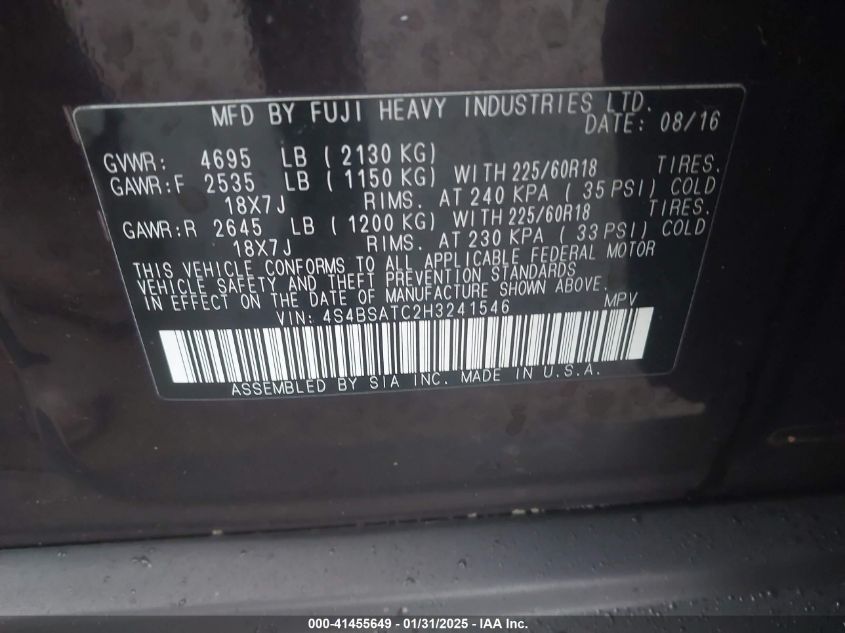 MFD BY FUJI HEAVY INDUSTRIES LTD.
DATE: 08/16
GVWR: 4695 LB ( 2130 KG)
GAWR:F 2535 LB ( 1150 KG) WITH 225/60R18 TIRES.
18X7J RIMS. AT 240 KPA ( 35 PSI) COLD
GAWR:R 2645 LB ( 1200 KG) WITH 225/60R18 TIRES.
18X7J RIMS. AT 230 KPA ( 33 PSI) COLD
THIS VEHICLE CONFORMS TO ALL APPLICABLE FEDERAL MOTOR
VEHICLE SAFETY AND THEFT PREVENTION STANDARDS
IN EFFECT ON THE DATE OF MANUFACTURE SHOWN ABOVE.
VIN: 4S4BSATC2H3241546 MPV
ASSEMBLED BY SIA INC. MADE IN U.S.A.
000-41455649 - 01/31/2025 - IAA Inc.